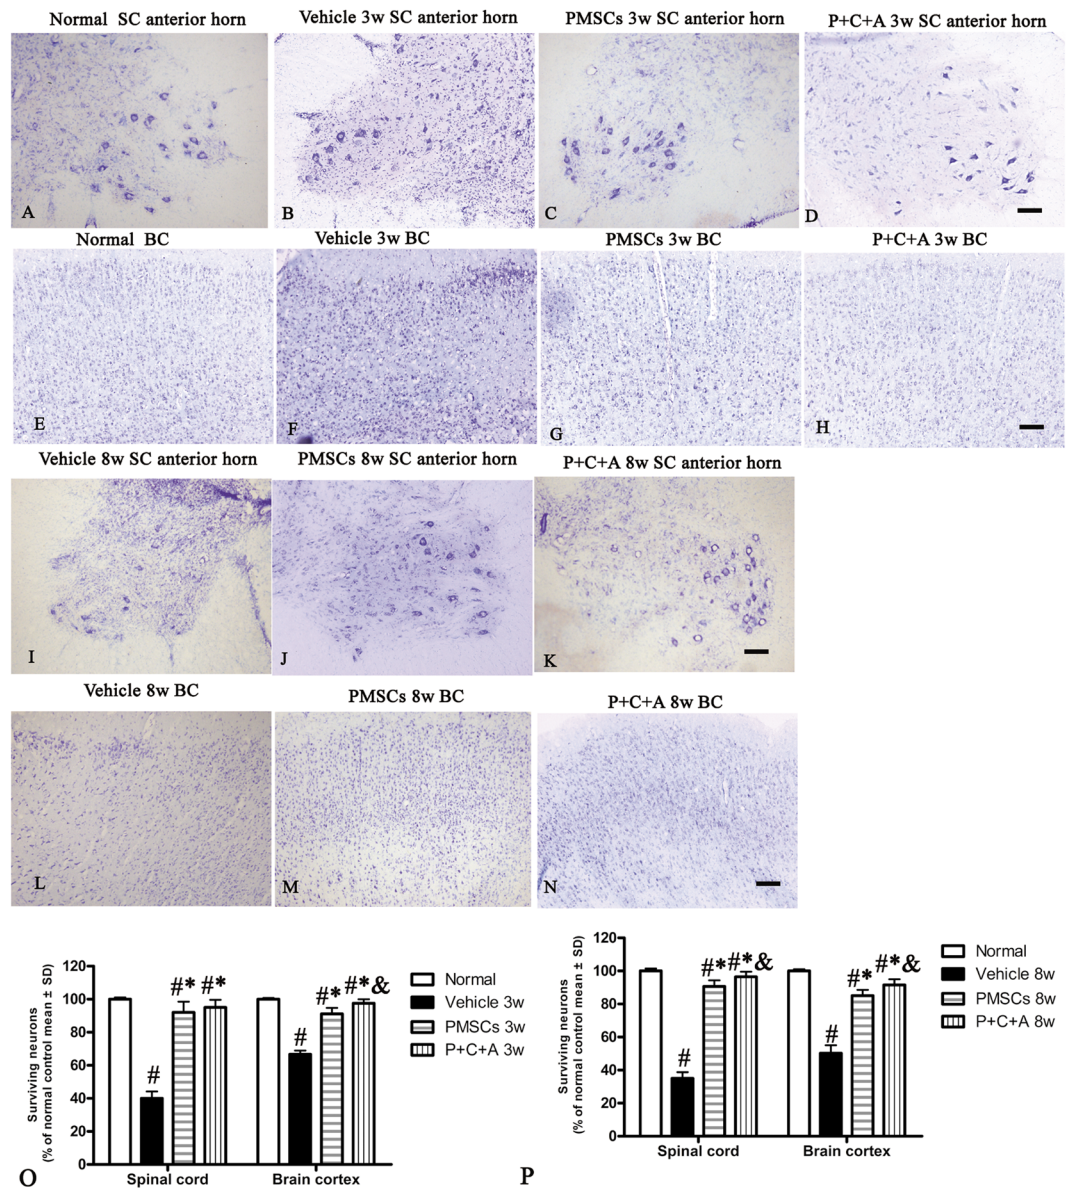 Normal SC anterior horn
Vehicle 3w SC anterior horn
PMSCs 3w SC anterior horn
P+C+A 3w SC anterior horn
A
B
C
D
Normal BC
Vehicle 3w BC
PMSCs 3w BC
P+C+A 3w BC
E
F
G
H
Vehicle 8w SC anterior horn
PMSCs 8w SC anterior horn
P+C+A 8w SC anterior horn
I
J
K
Vehicle 8w BC
PMSCs 8w BC
P+C+A 8w BC
L
M
N
Surviving neurons
(% of normal control mean ± SD)
120
100
80
60
40
20
0
#
#*
#*
#
#*
#*&
Spinal cord
Brain cortex
Normal
Vehicle 3w
PMSCs 3w
P+C+A 3w
O
Surviving neurons
(% of normal control mean ± SD)
120
100
80
60
40
20
0
#
#*
#*&
#
#*
#*&
Spinal cord
Brain cortex
Normal
Vehicle 8w
PMSCs 8w
P+C+A 8w
P